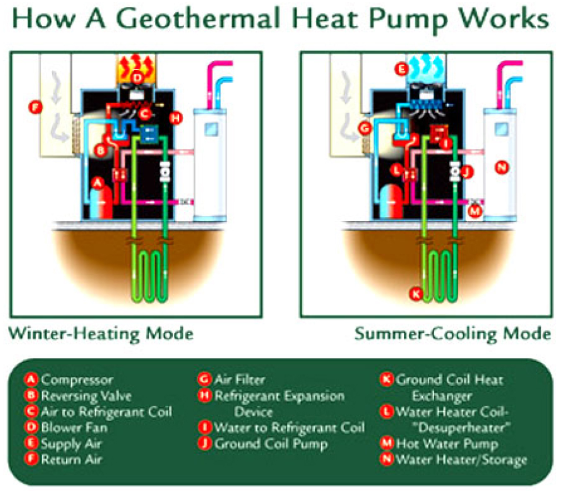 How A Geothermal Heat Pump Works
F
D
C
H
B
A
E
G
I
L
J
N
M
K
Winter-Heating Mode
Summer-Cooling Mode
A Compressor
B Reversing Valve
C Air to Refrigerant Coil
D Blower Fan
E Supply Air
F Return Air
G Air Filter
H Refrigerant Expansion
Device
I Water to Refrigerant Coil
J Ground Coil Pump
K Ground Coil Heat
Exchanger
L Water Heater Coil-
"Desuperheater"
M Hot Water Pump
N Water Heater/Storage